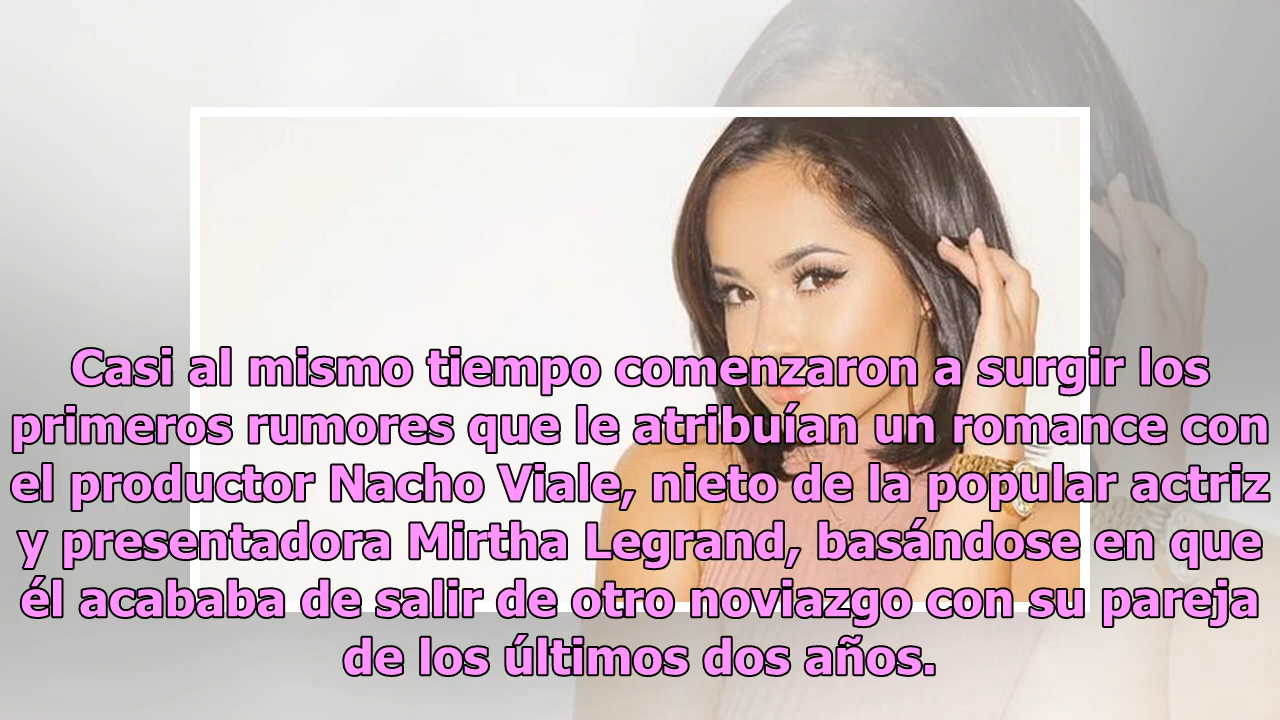 Casi al mismo tiempo comenzaron a surgir los
primeros rumores que le atribuían un romance con
el productor Nacho Viale, nieto de la popular actriz
y presentadora Mirtha Legrand, basándose en que
él acababa de salir de otro noviazgo con su pareja
de los últimos dos años.